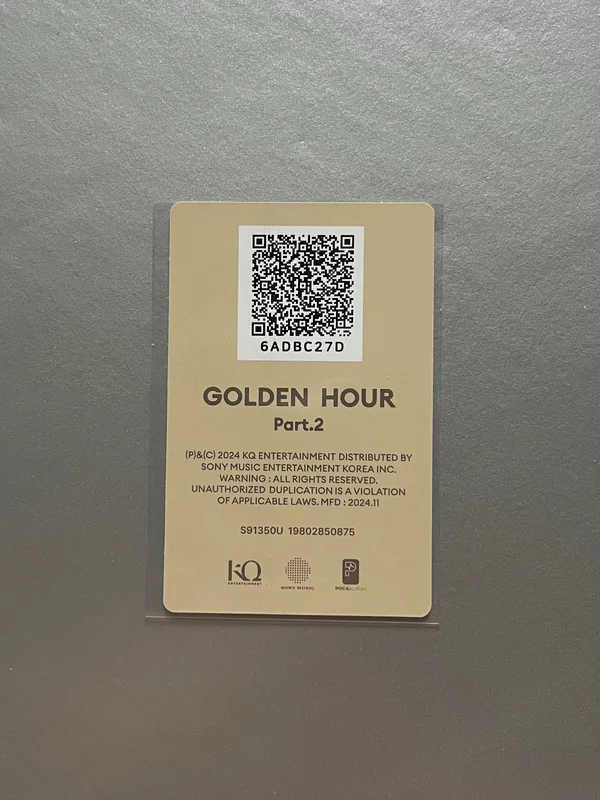 6ADBC27D
GOLDEN HOUR
Part.2
(P)&(C) 2024 KQ ENTERTAINMENT DISTRIBUTED BY
SONY MUSIC ENTERTAINMENT KOREA INC.
WARNING : ALL RIGHTS RESERVED.
UNAUTHORIZED DUPLICATION IS A VIOLATION
OF APPLICABLE LAWS. MFD : 2024.11
S91350U 19802850875
KQ
ENTERTAINMENT
SONY MUSIC
POCAALBUM